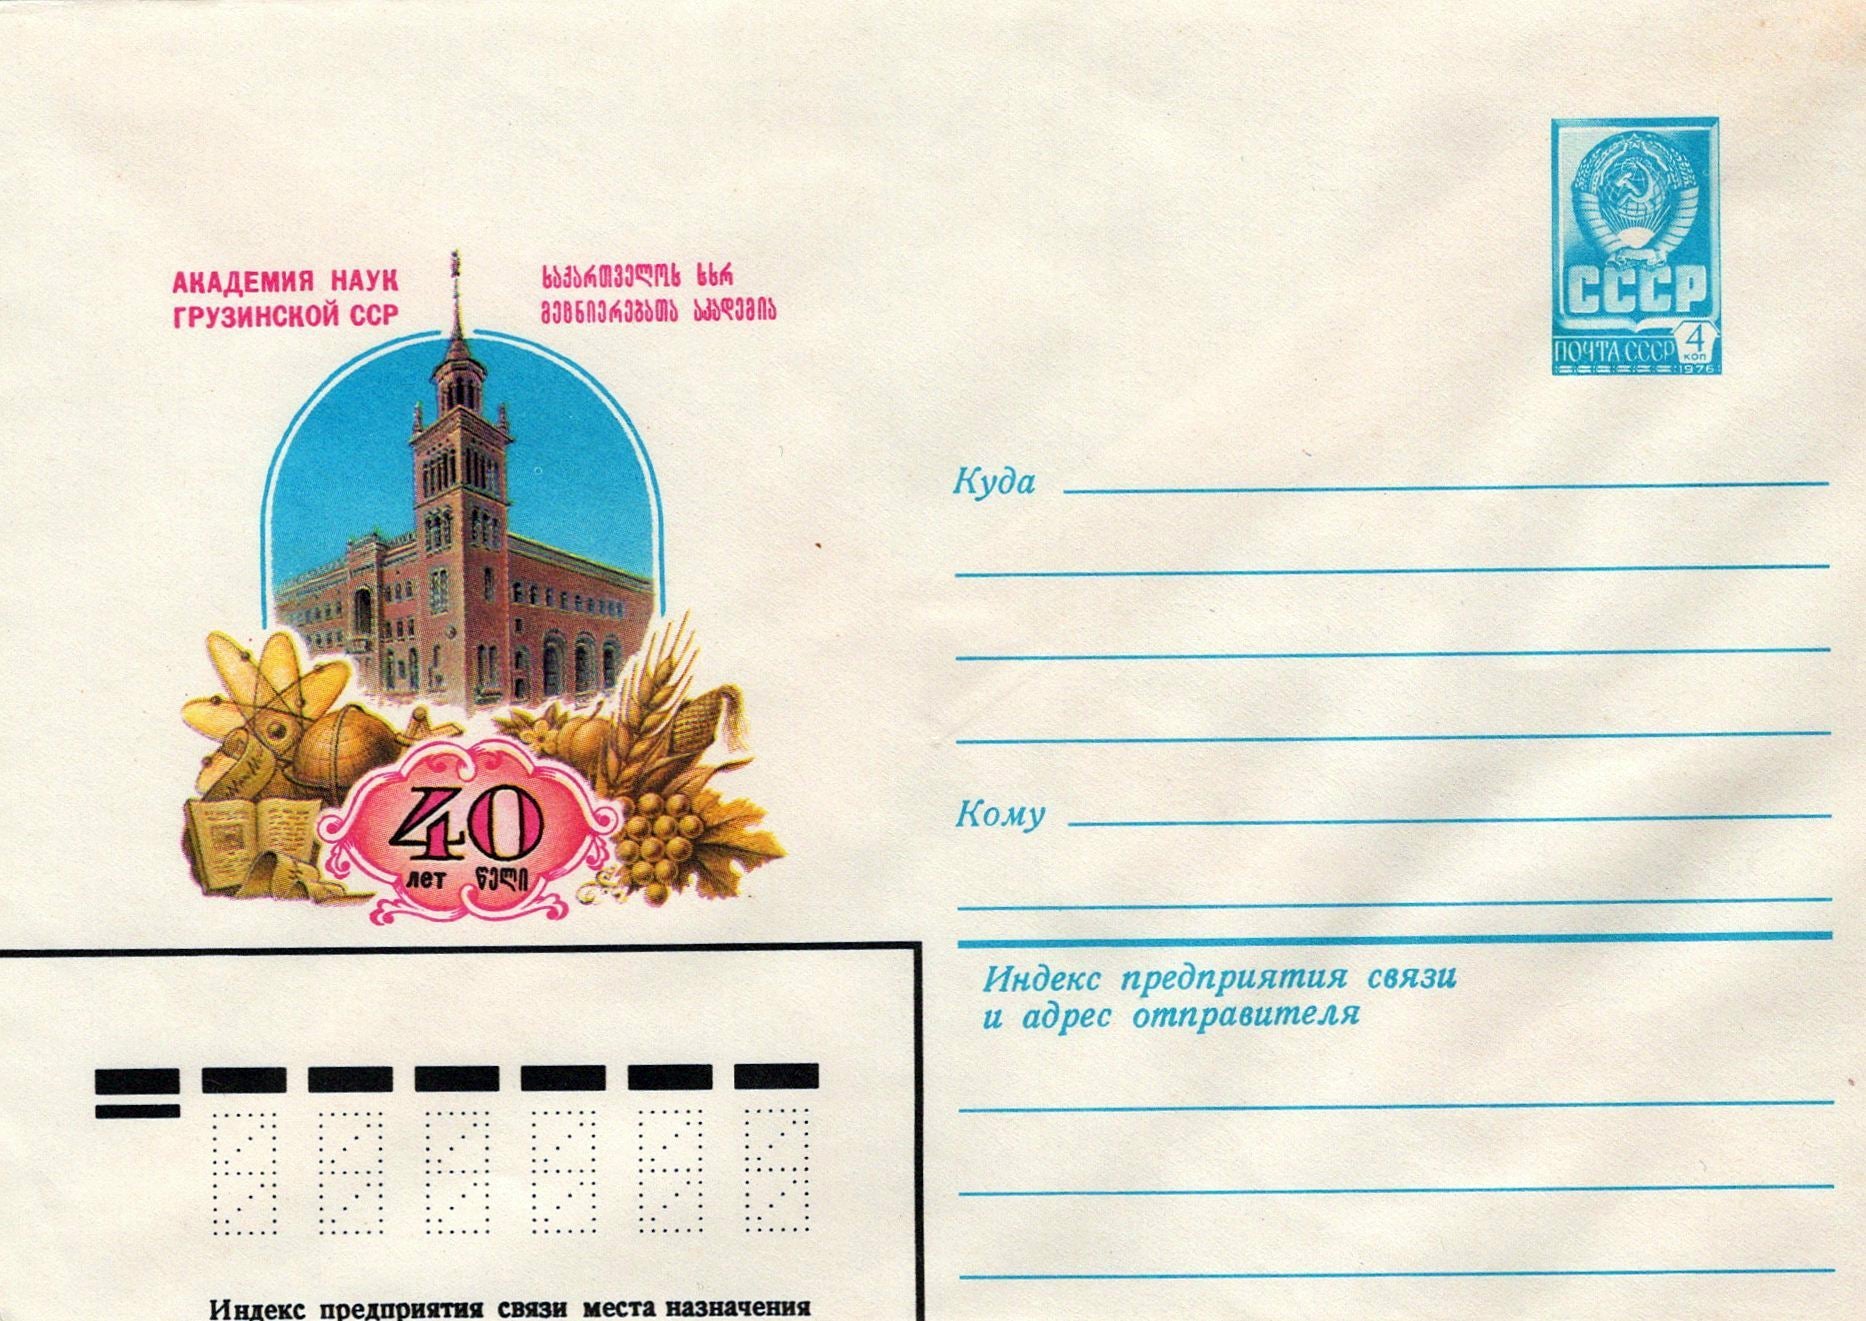 АКАДЕМИЯ НАУК
ГРУЗИНСКОЙ ССР
ᲡᲐᲥᲐᲠᲗᲕᲔᲚᲝᲡ ᲡᲡᲠ
ᲛᲔᲪᲜᲘᲔᲠᲔᲑᲐᲗᲐ ᲐᲙᲐᲓᲔᲛᲘᲐ
40
лет წელი
СССР
ПОЧТА СССР 4
коп
1976
Куда
Кому
Индекс предприятия связи
и адрес отправителя
Индекс предприятия связи места назначения